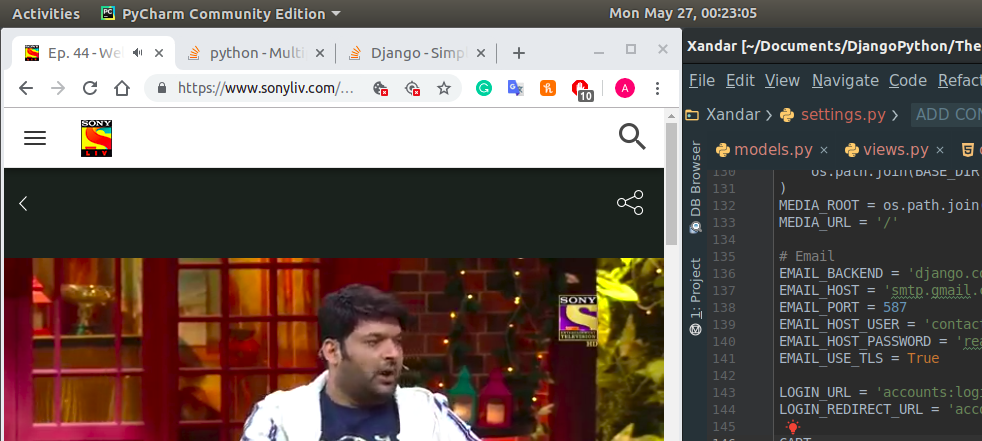 Activities PyCharm Community Edition Mon May 27, 00:23:05
Ep. 44 - We python - Mult Django - Simp
https://www.sonyliv.com/...
10
A
SONY
LIV
SONY
ENTERTAINMENT
TELEVISION
HD
Xandar [~/Documents/DjangoPython/The
File Edit View Navigate Code Refact
Xandar settings.py ADD CON
models.py × views.py ×
DB Browser
1: Project
130 os.path.join(BASE_DIR
131 )
132 MEDIA_ROOT = os.path.join
133 MEDIA_URL = '/'
134
135 # Email
136 EMAIL_BACKEND = 'django.co
137 EMAIL_HOST = 'smtp.gmail.
138 EMAIL_PORT = 587
139 EMAIL_HOST_USER = 'contac
140 EMAIL_HOST_PASSWORD = 'rea
141 EMAIL_USE_TLS = True
142
143 LOGIN_URL = 'accounts:logi
144 LOGIN_REDIRECT_URL = 'acco
145
146 CART